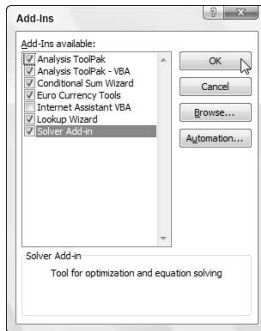 Add-Ins
Add-Ins available:
Analysis ToolPak
Analysis ToolPak - VBA
Conditional Sum Wizard
Euro Currency Tools
Internet Assistant VBA
Lookup Wizard
Solver Add-in
OK
Cancel
Browse...
Automation...
Solver Add-in
Tool for optimization and equation solving